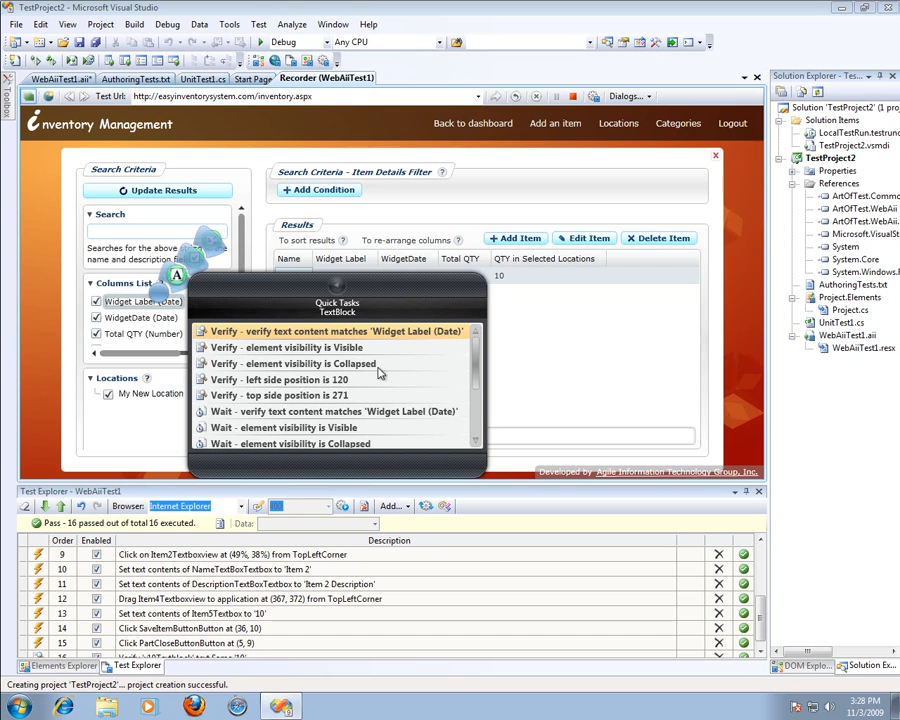 TestProject2 - Microsoft Visual Studio
File Edit View Project Build Debug Data Tools Test Analyze Window Help
Debug Any CPU
WebAiiTest1.aii* AuthoringTests.txt UnitTest1.cs Start Page Recorder (WebAiiTest1)
Toolbox
Test Url: http://easyinventorysystem.com/inventory.aspx Dialogs...
inventory Management
Back to dashboard Add an item Locations Categories Logout
Search Criteria
Update Results
Search
Searches for the above
name and description
Columns List
Widget Label (Date)
WidgetDate (Date)
Total QTY (Number)
Locations
My New Location
Search Criteria - Item Details Filter
Add Condition
Results
To sort results To re-arrange columns Add Item Edit Item Delete Item
Name Widget Label WidgetDate Total QTY QTY in Selected Locations
10
Quick Tasks
TextBlock
Verify - verify text content matches 'Widget Label (Date)'
Verify - element visibility is Visible
Verify - element visibility is Collapsed
Verify - left side position is 120
Verify - top side position is 271
Wait - verify text content matches 'Widget Label (Date)'
Wait - element visibility is Visible
Wait - element visibility is Collapsed
Developed by Agile Information Technology Group, Inc.
Solution Explorer - Tes...
Solution 'TestProject2' (1 proj
Solution Items
LocalTestRun.testrunc
TestProject2.vsmdi
TestProject2
Properties
References
ArtOfTest.Commo
ArtOfTest.WebAii
ArtOfTest.WebAii.
Microsoft.VisualSt
System
System.Core
System.Windows.F
AuthoringTests.txt
Project.Elements
Project.cs
UnitTest1.cs
WebAiiTest1.aii
WebAiiTest1.resx
Test Explorer - WebAiiTest1
Browser: Internet Explorer Add...
Pass - 16 passed out of total 16 executed. Data:
Order Enabled Description
9 Click on Item2Textboxview at (49%, 38%) from TopLeftCorner
10 Set text contents of NameTextBoxTextbox to 'Item 2'
11 Set text contents of DescriptionTextBoxTextbox to 'Item 2 Description'
12 Drag Item4Textboxview to application at (367, 372) from TopLeftCorner
13 Set text contents of Item5Textbox to '10'
14 Click SaveItemButtonButton at (36, 10)
15 Click PartCloseButtonButton at (5, 9)
Elements Explorer Test Explorer
DOM Explo... Solution Ex...
Creating project 'TestProject2'... project creation successful.
3:28 PM
11/3/2009